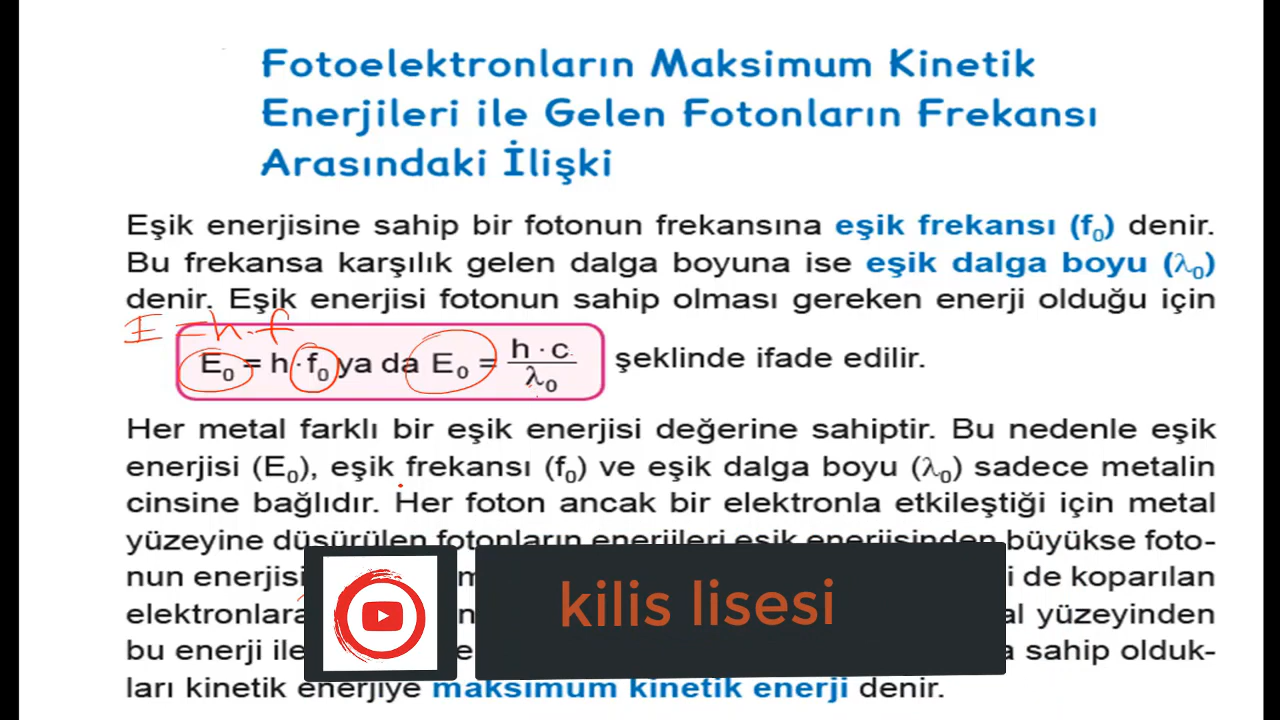 Fotoelektronların Maksimum Kinetik
Enerjileri ile Gelen Fotonların Frekansı
Arasındaki İlişki
Eşik enerjisine sahip bir fotonun frekansına eşik frekansı (f₀) denir.
Bu frekansa karşılık gelen dalga boyuna ise eşik dalga boyu (λ₀)
denir. Eşik enerjisi fotonun sahip olması gereken enerji olduğu için
E = h · f
E₀ = h · f₀ ya da E₀ = h · c / λ₀ şeklinde ifade edilir.
Her metal farklı bir eşik enerjisi değerine sahiptir. Bu nedenle eşik
enerjisi (E₀), eşik frekansı (f₀) ve eşik dalga boyu (λ₀) sadece metalin
cinsine bağlıdır. Her foton ancak bir elektronla etkileştiği için metal
yüzeyine düşürülen fotonların enerjileri eşik enerjisinden büyükse foto-
nun enerjisi de koparılan
elektronlara yüzeyinden
bu enerji ile sahip olduk-
ları kinetik enerjiye maksimum kinetik enerji denir.
kilis lisesi